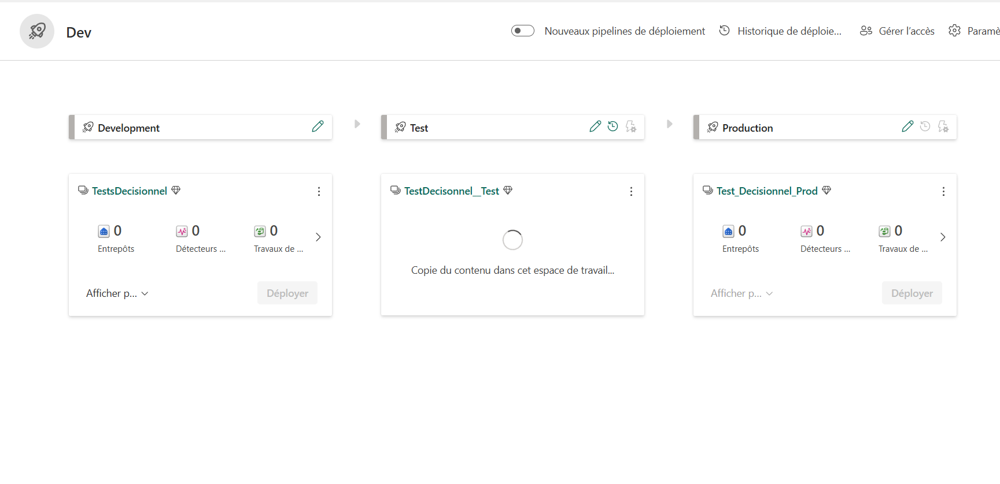 Dev
Nouveaux pipelines de déploiement
Historique de déploie...
Gérer l'accès
Paramè
Development
Test
Production
TestsDecisionnel
0
Entrepôts
0
Détecteurs ...
0
Travaux de ...
Afficher p...
Déployer
TestDecisonnel__Test
Copie du contenu dans cet espace de travail...
Test_Decisionnel_Prod
0
Entrepôts
0
Détecteurs ...
0
Travaux de ...
Afficher p...
Déployer